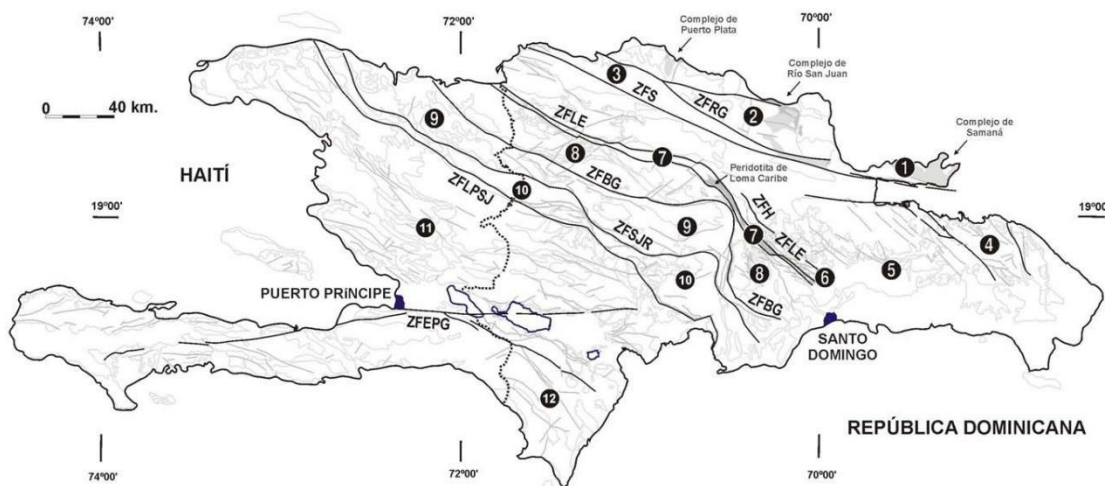 74º00'
72º00'
Complejo de
Puerto Plata
70º00'
Complejo de
Río San Juan
0 40 km.
3
ZFS
ZFRG
2
Complejo de
Samaná
9
ZFLE
8
7
1
HAITÍ
Peridotita de
Loma Caribe
10
ZFBG
ZFH
19º00'
19º00'
ZFLPSJ
11
ZFSJR
9
7
ZFLE
4
5
10
8
6
PUERTO PRíNCIPE
ZFBG
ZFEPG
SANTO
DOMINGO
12
REPÚBLICA DOMINICANA
74º00'
72º00'
70º00'